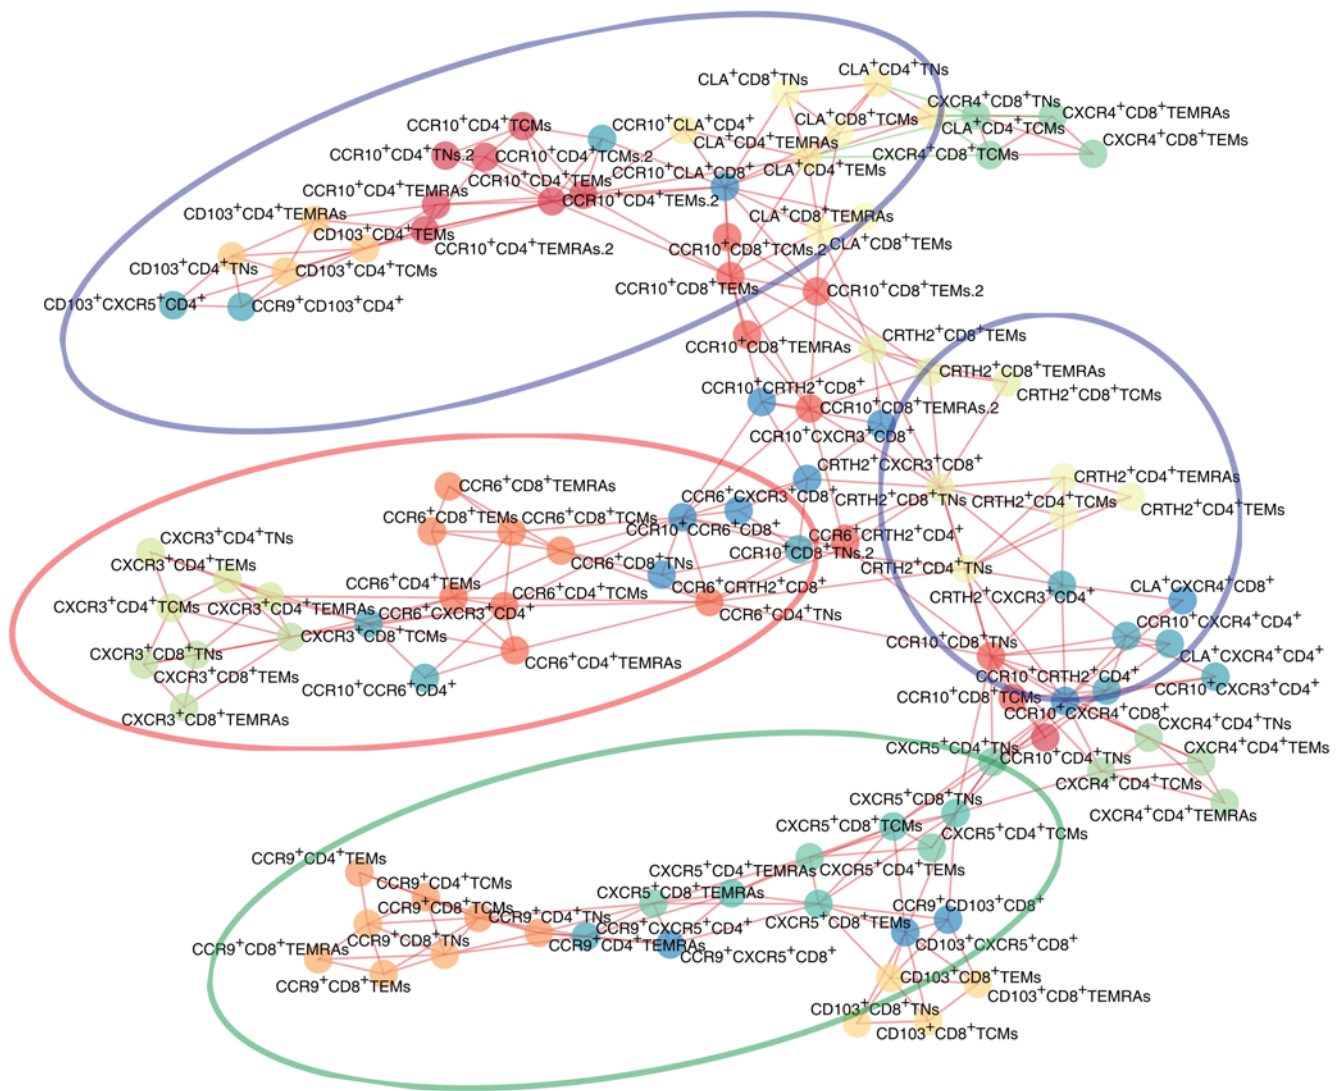 CLA⁺CD8⁺TNs
CLA⁺CD4⁺TNs
CXCR4⁺CD8⁺TNs
CXCR4⁺CD8⁺TEMRAs
CCR10⁺CD4⁺TCMs
CCR10⁺CLA⁺CD4⁺
CLA⁺CD8⁺TCMs
CLA⁺CD4⁺TCMs
CXCR4⁺CD8⁺TEMs
CCR10⁺CD4⁺TNs.2
CCR10⁺CD4⁺TCMs.2
CLA⁺CD4⁺TEMRAs
CXCR4⁺CD8⁺TCMs
CCR10⁺CD4⁺TEMs
CCR10⁺CLA⁺CD8⁺
CLA⁺CD4⁺TEMs
CCR10⁺CD4⁺TEMRAs
CCR10⁺CD4⁺TEMs.2
CD103⁺CD4⁺TEMRAs
CLA⁺CD8⁺TEMRAs
CD103⁺CD4⁺TEMs
CCR10⁺CD4⁺TEMRAs.2
CCR10⁺CD8⁺TCMs.2
CLA⁺CD8⁺TEMs
CD103⁺CD4⁺TNs
CD103⁺CD4⁺TCMs
CCR10⁺CD8⁺TEMs
CCR10⁺CD8⁺TEMs.2
CD103⁺CXCR5⁺CD4⁺
CCR9⁺CD103⁺CD4⁺
CCR10⁺CD8⁺TEMRAs
CRTH2⁺CD8⁺TEMs
CRTH2⁺CD8⁺TEMRAs
CRTH2⁺CD8⁺TCMs
CCR10⁺CRTH2⁺CD8⁺
CCR10⁺CD8⁺TEMRAs.2
CCR10⁺CXCR3⁺CD8⁺
CRTH2⁺CXCR3⁺CD8⁺
CRTH2⁺CD4⁺TEMRAs
CCR6⁺CD8⁺TEMRAs
CCR6⁺CXCR3⁺CD8⁺
CRTH2⁺CD8⁺TNs
CRTH2⁺CD4⁺TCMs
CRTH2⁺CD4⁺TEMs
CCR6⁺CD8⁺TEMs
CCR6⁺CD8⁺TCMs
CCR10⁺CCR6⁺CD8⁺
CCR6⁺CRTH2⁺CD4⁺
CXCR3⁺CD4⁺TNs
CCR10⁺CD8⁺TNs.2
CXCR3⁺CD4⁺TEMs
CCR6⁺CD8⁺TNs
CRTH2⁺CD4⁺TNs
CCR6⁺CD4⁺TEMs
CCR6⁺CD4⁺TCMs
CCR6⁺CRTH2⁺CD8⁺
CRTH2⁺CXCR3⁺CD4⁺
CLA⁺CXCR4⁺CD8⁺
CXCR3⁺CD4⁺TCMs
CXCR3⁺CD4⁺TEMRAs
CCR6⁺CXCR3⁺CD4⁺
CCR6⁺CD4⁺TNs
CCR10⁺CXCR4⁺CD4⁺
CXCR3⁺CD8⁺TCMs
CCR10⁺CD8⁺TNs
CXCR3⁺CD8⁺TNs
CCR6⁺CD4⁺TEMRAs
CLA⁺CXCR4⁺CD4⁺
CXCR3⁺CD8⁺TEMs
CCR10⁺CCR6⁺CD4⁺
CCR10⁺CRTH2⁺CD4⁺
CCR10⁺CXCR3⁺CD4⁺
CCR10⁺CD8⁺TCMs
CXCR3⁺CD8⁺TEMRAs
CCR10⁺CXCR4⁺CD8⁺
CXCR4⁺CD4⁺TNs
CXCR5⁺CD4⁺TNs
CCR10⁺CD4⁺TNs
CXCR4⁺CD4⁺TEMs
CXCR4⁺CD4⁺TCMs
CXCR5⁺CD8⁺TNs
CXCR4⁺CD4⁺TEMRAs
CXCR5⁺CD8⁺TCMs
CXCR5⁺CD4⁺TCMs
CCR9⁺CD4⁺TEMs
CXCR5⁺CD4⁺TEMRAs
CXCR5⁺CD4⁺TEMs
CCR9⁺CD4⁺TCMs
CXCR5⁺CD8⁺TEMRAs
CCR9⁺CD8⁺TCMs
CCR9⁺CD4⁺TNs
CCR9⁺CD103⁺CD8⁺
CCR9⁺CXCR5⁺CD4⁺
CXCR5⁺CD8⁺TEMs
CCR9⁺CD8⁺TEMRAs
CCR9⁺CD8⁺TNs
CCR9⁺CD4⁺TEMRAs
CCR9⁺CXCR5⁺CD8⁺
CD103⁺CXCR5⁺CD8⁺
CCR9⁺CD8⁺TEMs
CD103⁺CD8⁺TEMs
CD103⁺CD8⁺TEMRAs
CD103⁺CD8⁺TNs
CD103⁺CD8⁺TCMs